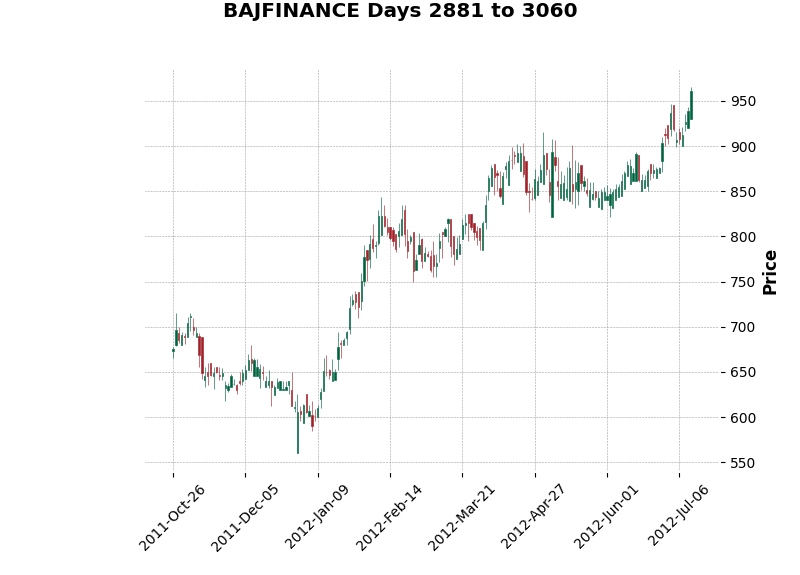 BAJFINANCE Days 2881 to 3060
950
900
850
800
750
700
650
600
550
Price
2011-Oct-26
2011-Dec-05
2012-Jan-09
2012-Feb-14
2012-Mar-21
2012-Apr-27
2012-Jun-01
2012-Jul-06